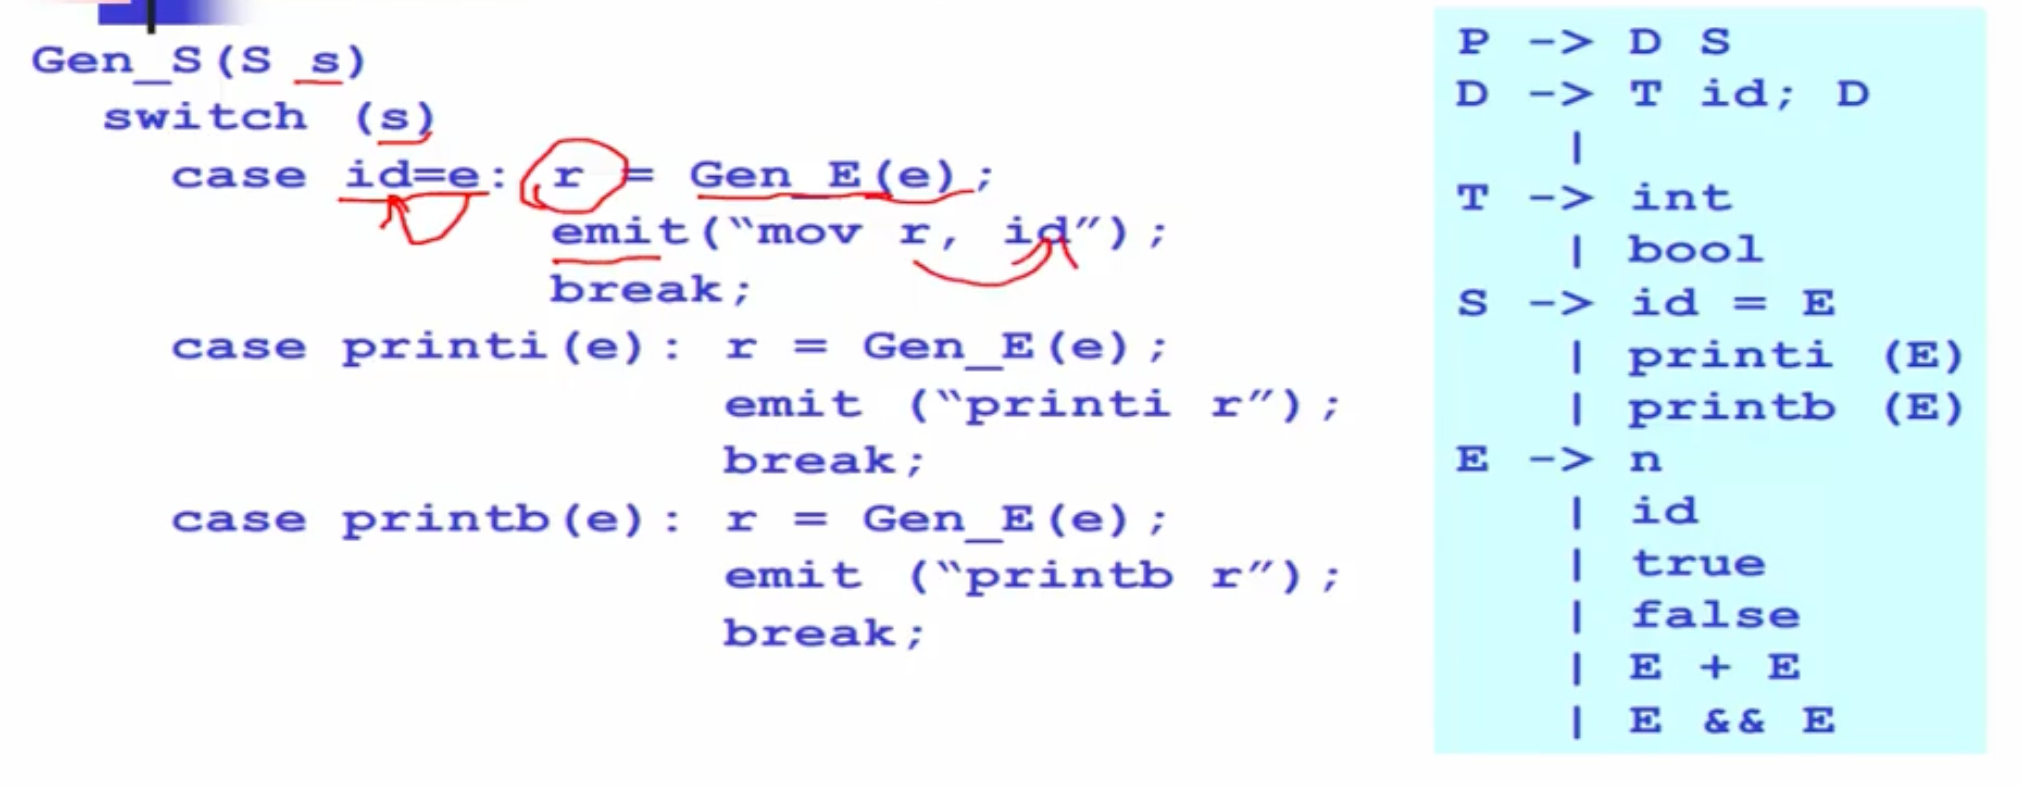 Gen_S(S s)
switch (s)
case id=e: r = Gen_E(e);
emit(“mov r, id”);
break;
case printi(e): r = Gen_E(e);
emit (“printi r”);
break;
case printb(e): r = Gen_E(e);
emit (“printb r”);
break;
P -> D S
D -> T id; D
|
T -> int
| bool
S -> id = E
| printi (E)
| printb (E)
E -> n
| id
| true
| false
| E + E
| E && E